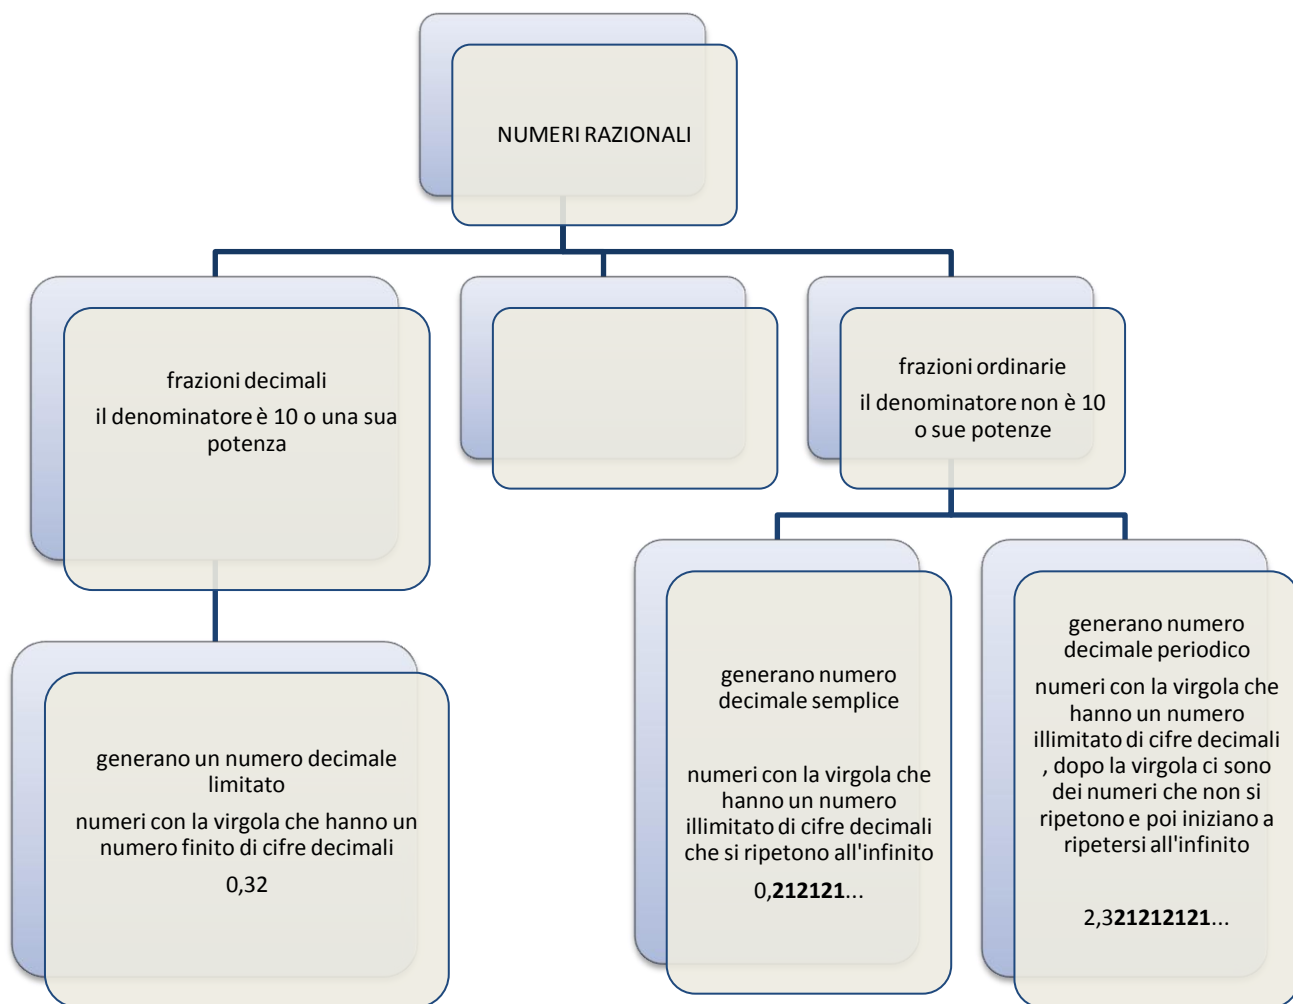 NUMERI RAZIONALI
frazioni decimali
il denominatore è 10 o una sua
potenza
frazioni ordinarie
il denominatore non è 10
o sue potenze
generano un numero decimale
limitato
numeri con la virgola che hanno un
numero finito di cifre decimali
0,32
generano numero
decimale semplice
numeri con la virgola che
hanno un numero
illimitato di cifre decimali
che si ripetono all'infinito
0,212121...
generano numero
decimale periodico
numeri con la virgola che
hanno un numero
illimitato di cifre decimali
, dopo la virgola ci sono
dei numeri che non si
ripetono e poi iniziano a
ripetersi all'infinito
2,321212121...